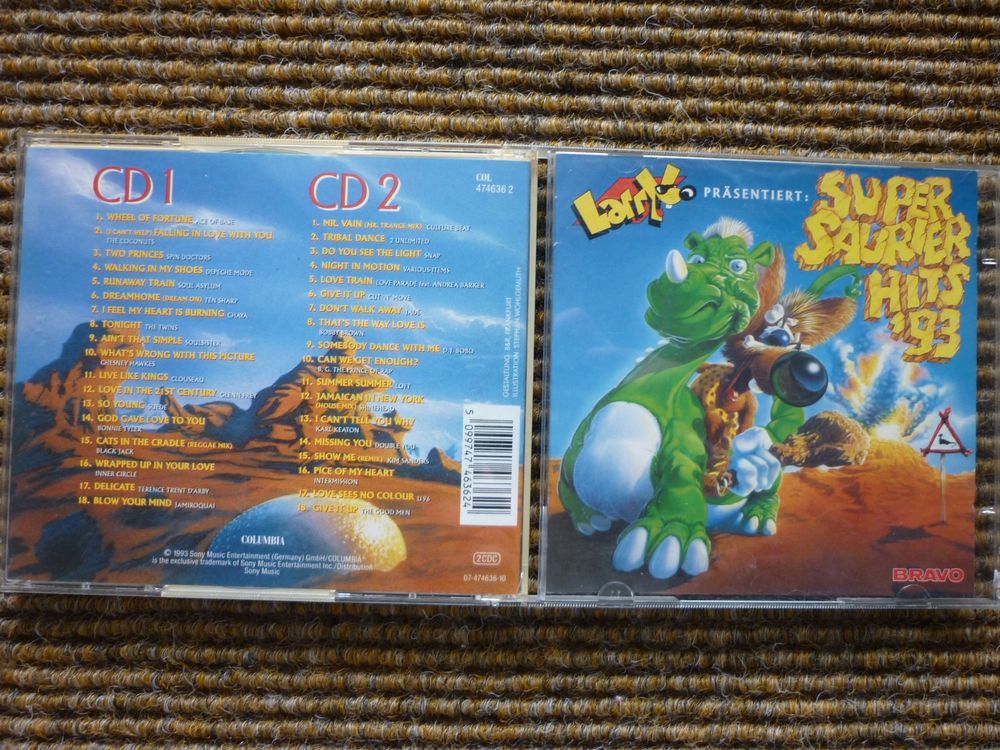 CD 1
1. WHEEL OF FORTUNE ACE OF BASE
2. (I CAN'T HELP) FALLING IN LOVE WITH YOU
THE COCONUTS
3. TWO PRINCES SPIN DOCTORS
4. WALKING IN MY SHOES DEPECHE MODE
5. RUNAWAY TRAIN SOUL ASYLUM
6. DREAMHOME (DREAM ON) TEN SHARP
7. I FEEL MY HEART IS BURNING CHAYA
8. TONIGHT THE TWINS
9. AIN'T THAT SIMPLE SOULSISTER
10. WHAT'S WRONG WITH THIS PICTURE
CHESNEY HAWKES
11. LIVE LIKE KINGS CLOUSEAU
12. LOVE IN THE 21ST CENTURY GLENN FREY
13. SO YOUNG SUEDE
14. GOD GAVE LOVE TO YOU
BONNIE TYLER
15. CATS IN THE CRADLE (REGGAE MIX)
BLACK JACK
16. WRAPPED UP IN YOUR LOVE
INNER CIRCLE
17. DELICATE TERENCE TRENT D'ARBY
18. BLOW YOUR MIND JAMIROQUAI
CD 2
1. MR. VAIN (MR. TRANCE MIX) CULTURE BEAT
2. TRIBAL DANCE 2 UNLIMITED
3. DO YOU SEE THE LIGHT SNAP
4. NIGHT IN MOTION VARIOUS ITEMS
5. LOVE TRAIN LOVE PARADE feat. ANDREA BARKER
6. GIVE IT UP CUT 'N' MOVE
7. DON'T WALK AWAY JADE
8. THAT'S THE WAY LOVE IS
BOBBY BROWN
9. SOMEBODY DANCE WITH ME D.J. BOBO
10. CAN WE GET ENOUGH?
B. G. THE PRINCE OF RAP
11. SUMMER SUMMER LOFT
12. JAMAICAN IN NEW YORK
(HOUSE MIX) SHINEHEAD
13. I CAN'T TELL YOU WHY
KARL KEATON
14. MISSING YOU DOUBLE YOU
15. SHOW ME (REMIX) KIM SANDERS
16. PICE OF MY HEART
INTERMISSION
17. LOVE SEES NO COLOUR U96
18. GIVE IT UP THE GOOD MEN
COL
474636 2
GESTALTUNG: B&R, FRANKFURT
ILLUSTRATION: STEPHAN WOHLGEMUTH
5 099747 463624
COLUMBIA
© 1993 Sony Music Entertainment (Germany) GmbH/COLUMBIA
is the exclusive trademark of Sony Music Entertainment Inc./Distribution
Sony Music
2CDC
07-474636-10
Larry
PRÄSENTIERT:
SUPER
SAURIER
HITS
'93
BRAVO